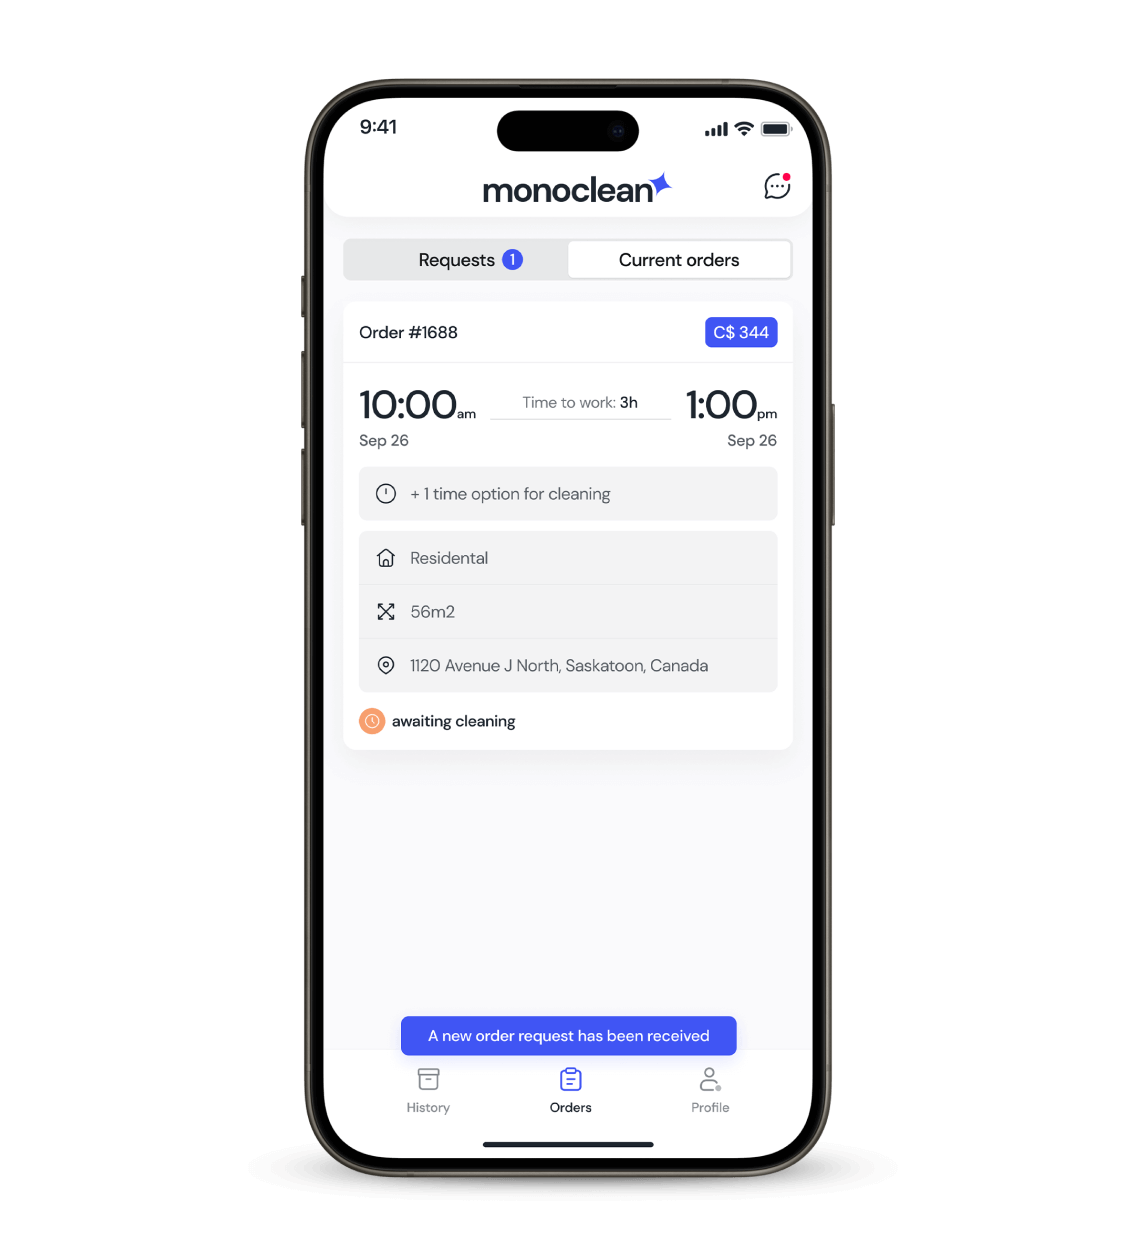 9:41
monoclean
Requests 1
Current orders
Order #1688
C$ 344
10:00am
Time to work: 3h
1:00pm
Sep 26
Sep 26
+ 1 time option for cleaning
Residental
56m2
1120 Avenue J North, Saskatoon, Canada
awaiting cleaning
A new order request has been received
History
Orders
Profile